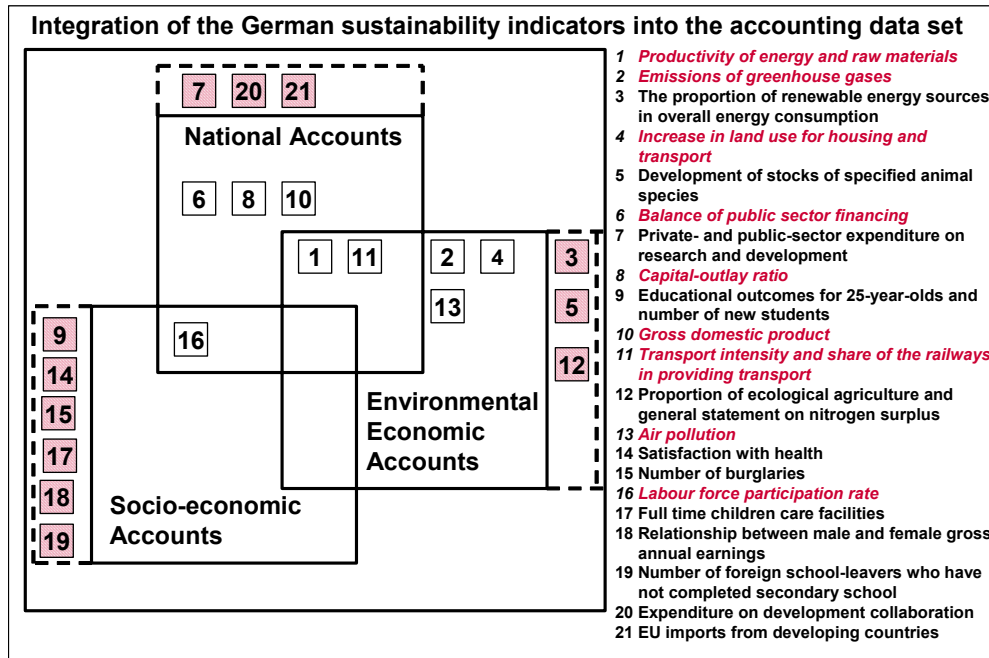 Integration of the German sustainability indicators into the accounting data set
7 20 21
National Accounts
6 8 10
1 11 2 4 3
13 5
16 12
9
14
15
17
18
19
Environmental
Economic
Accounts
Socio-economic
Accounts
1 Productivity of energy and raw materials
2 Emissions of greenhouse gases
3 The proportion of renewable energy sources
in overall energy consumption
4 Increase in land use for housing and
transport
5 Development of stocks of specified animal
species
6 Balance of public sector financing
7 Private- and public-sector expenditure on
research and development
8 Capital-outlay ratio
9 Educational outcomes for 25-year-olds and
number of new students
10 Gross domestic product
11 Transport intensity and share of the railways
in providing transport
12 Proportion of ecological agriculture and
general statement on nitrogen surplus
13 Air pollution
14 Satisfaction with health
15 Number of burglaries
16 Labour force participation rate
17 Full time children care facilities
18 Relationship between male and female gross
annual earnings
19 Number of foreign school-leavers who have
not completed secondary school
20 Expenditure on development collaboration
21 EU imports from developing countries